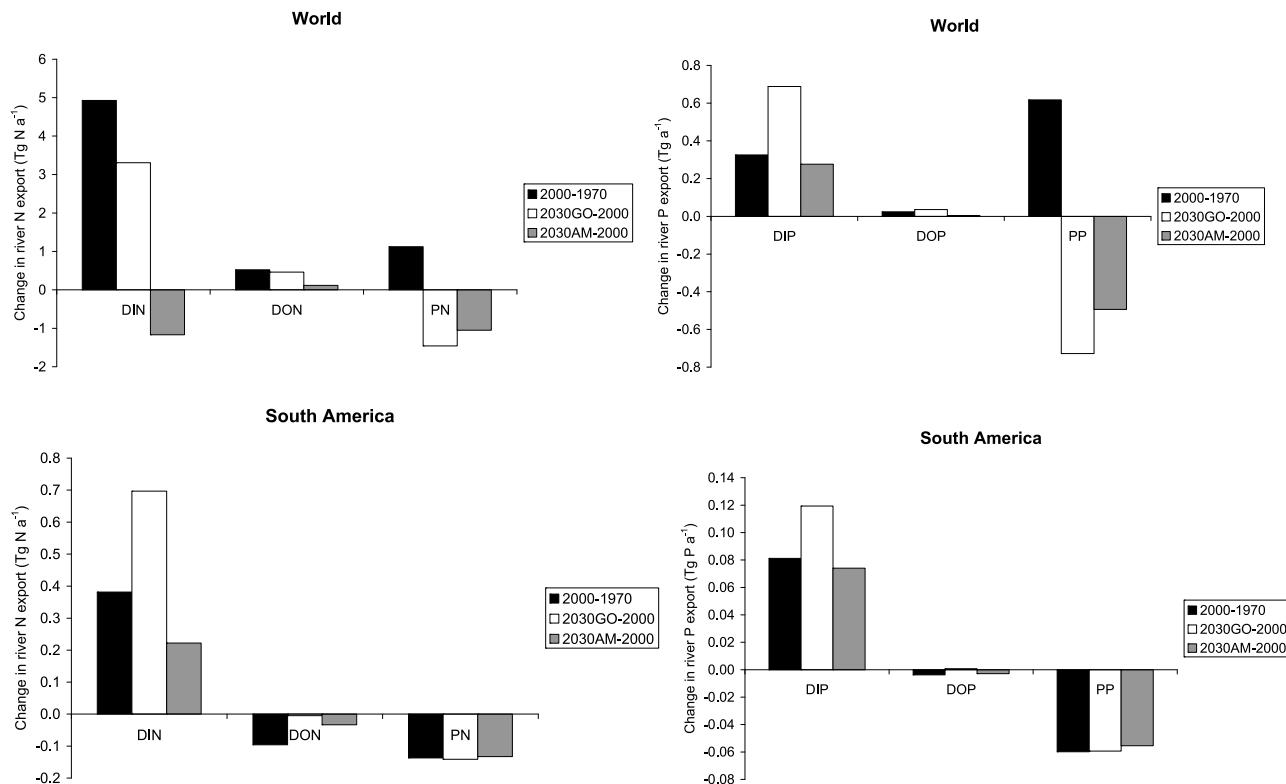 World
Change in river N export (Tg N a⁻¹)
6
5
4
3
2
1
0
-1
-2
DIN
DON
PN
2000-1970
2030GO-2000
2030AM-2000
World
Change in river P export (Tg a⁻¹)
0.8
0.6
0.4
0.2
0.0
-0.2
-0.4
-0.6
-0.8
DIP
DOP
PP
2000-1970
2030GO-2000
2030AM-2000
South America
Change in river N export (Tg N a⁻¹)
0.8
0.7
0.6
0.5
0.4
0.3
0.2
0.1
0.0
-0.1
-0.2
DIN
DON
PN
2000-1970
2030GO-2000
2030AM-2000
South America
Change in river P export (Tg P a⁻¹)
0.14
0.12
0.10
0.08
0.06
0.04
0.02
0.00
-0.02
-0.04
-0.06
-0.08
DIP
DOP
PP
2000-1970
2030GO-2000
2030AM-2000